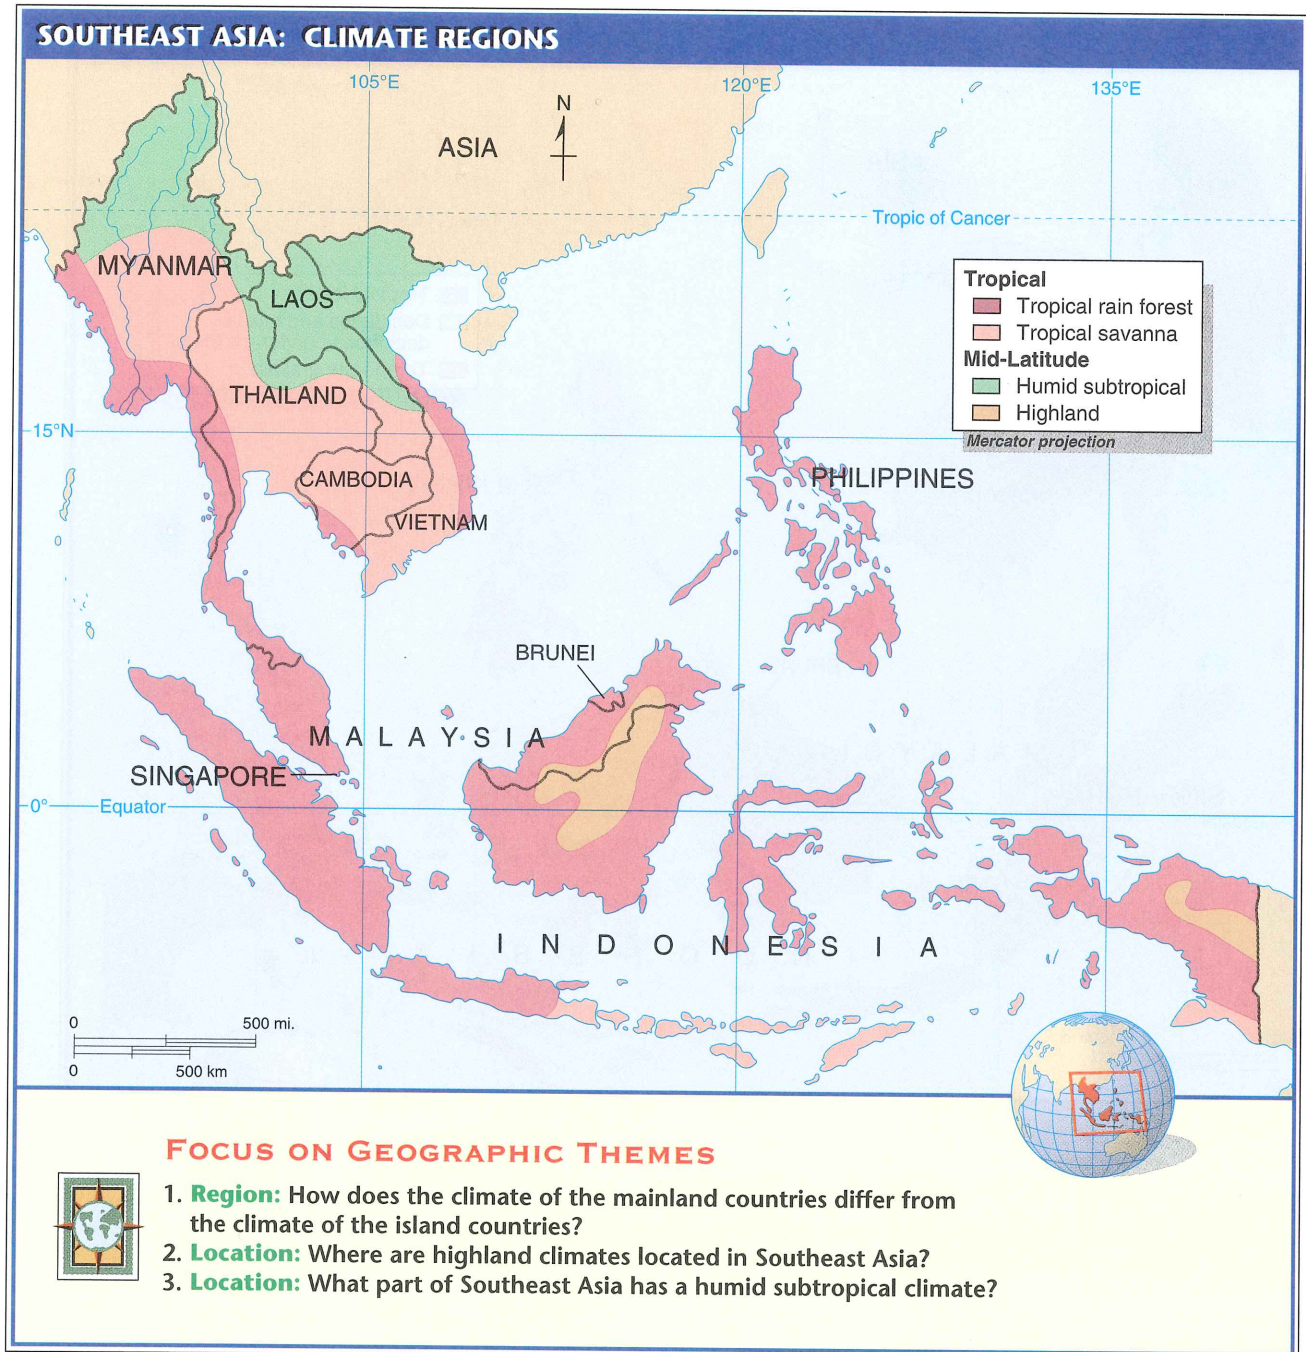 SOUTHEAST ASIA: CLIMATE REGIONS
105°E
120°E
135°E
N
ASIA
Tropic of Cancer
5°
MYANMAR
LAOS
Tropical
Tropical rain forest
Tropical savanna
Mid-Latitude
Humid subtropical
Highland
Mercator projection
THAILAND
15°N
CAMBODIA
VIETNAM
PHILIPPINES
BRUNEI
MALAYSIA
SINGAPORE
0°
Equator
INDONESIA
0 500 mi.
0 500 km
FOCUS ON GEOGRAPHIC THEMES
1. Region: How does the climate of the mainland countries differ from
the climate of the island countries?
2. Location: Where are highland climates located in Southeast Asia?
3. Location: What part of Southeast Asia has a humid subtropical climate?